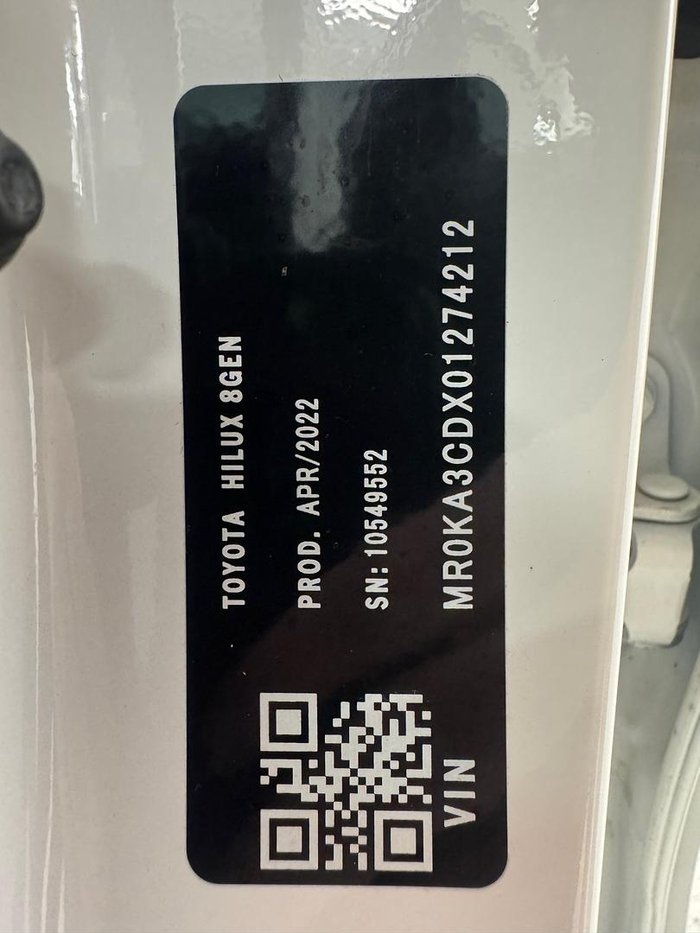 TOYOTA HILUX 8GEN
PROD. APR/2022
SN:10549552
MR0KA3CDX01274212
VIN